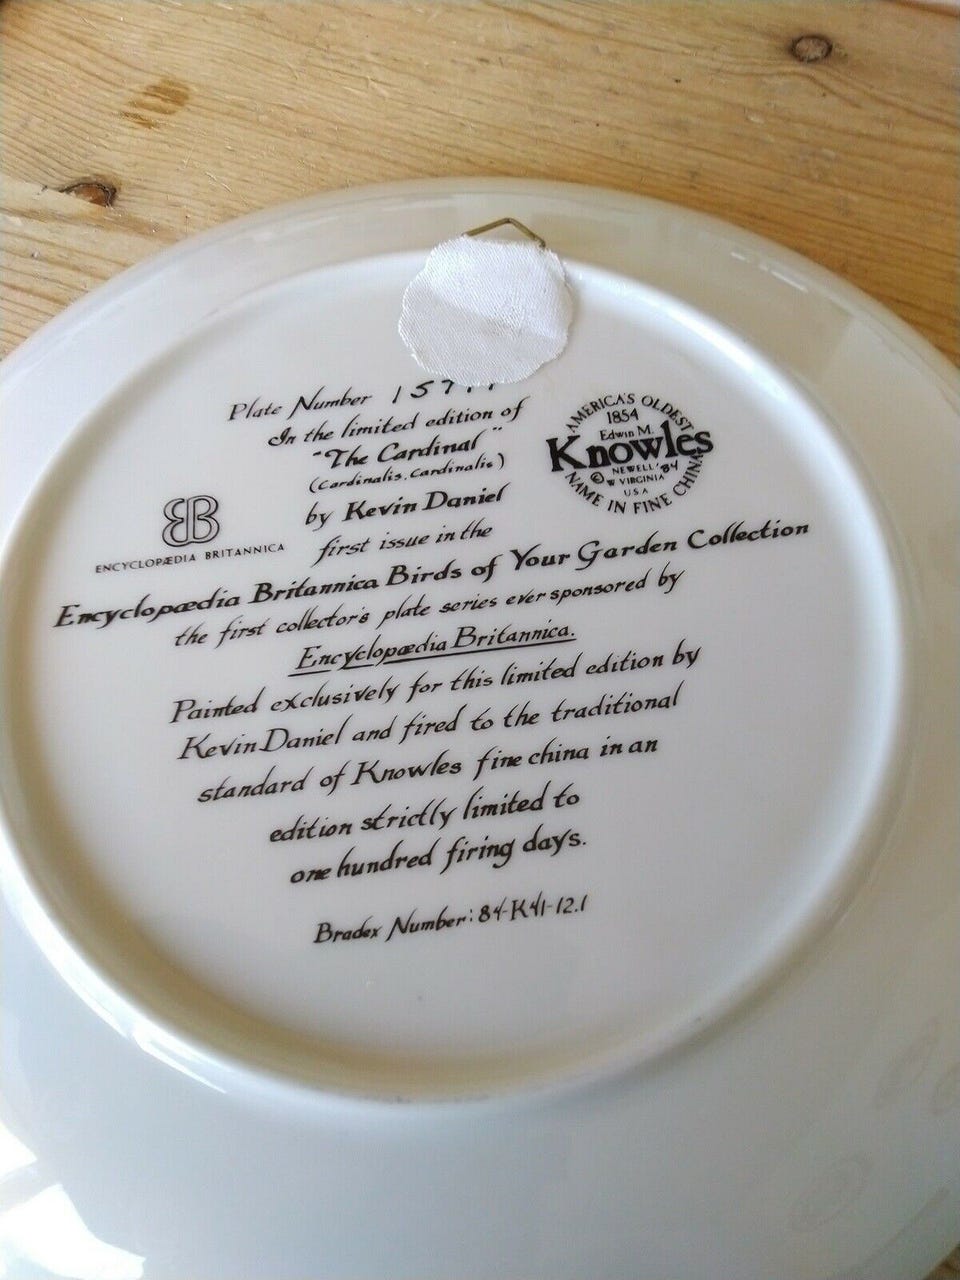 Plate Number
In the limited edition of
"The Cardinal"
(Cardinalis. Cardinalis)
by Kevin Daniel
first issue in the
Encyclopædia Britannica Birds of Your Garden Collection
the first collector's plate series ever sponsored by
Encyclopædia Britannica.
Painted exclusively for this limited edition by
Kevin Daniel and fired to the traditional
standard of Knowles fine china in an
edition strictly limited to
one hundred firing days.
Bradex Number: 84-K41-12.1
EB
ENCYCLOPÆDIA BRITANNICA
AMERICA'S OLDEST
1854
Edwin M.
Knowles
© NEWELL '84
W VIRGINIA
USA
NAME IN FINE CHINA